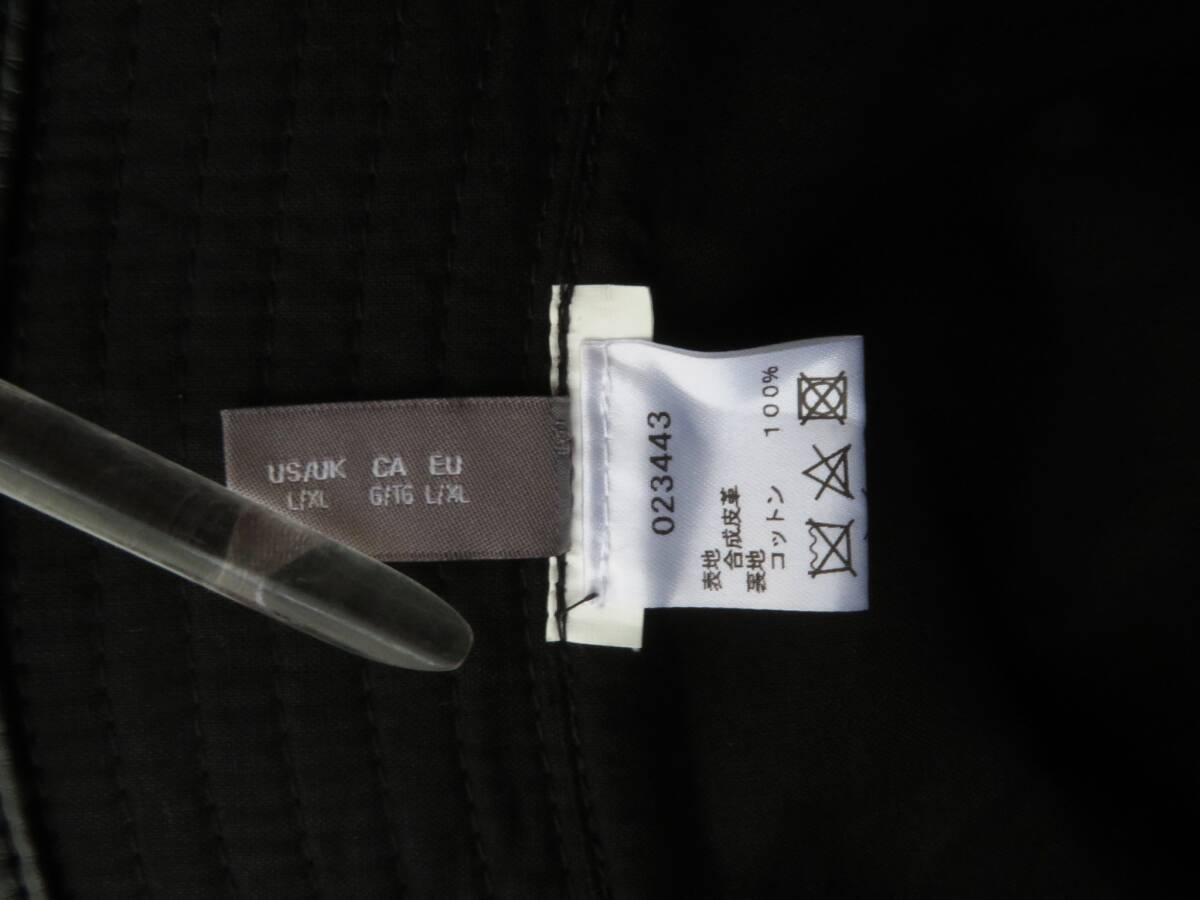 US/UK CA EU
L/XL G/TG L/XL
023443
表地
合成皮革
裏地
コットン 100%